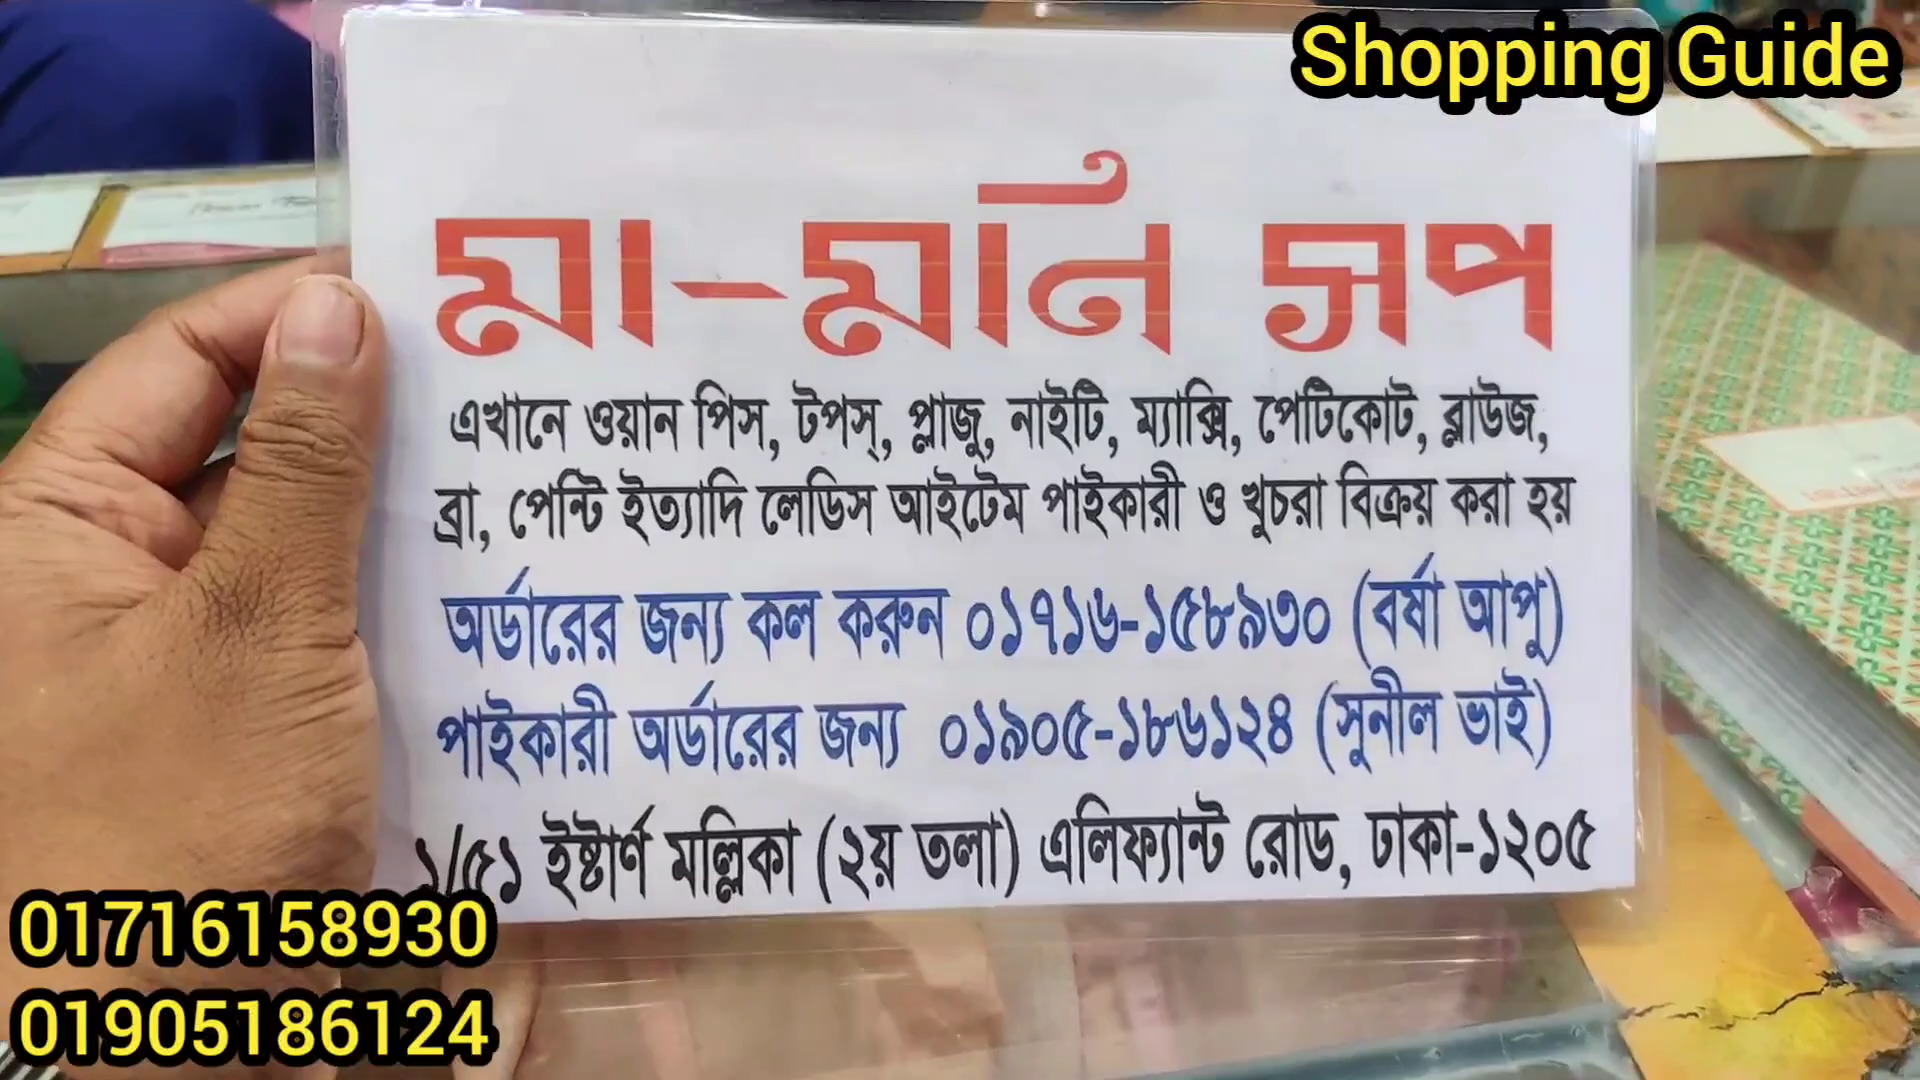 Shopping Guide
মা-মনি সপ
এখানে ওয়ান পিস, টপস্, প্লাজু, নাইটি, ম্যাক্সি, পেটিকোট, ব্লাউজ,
ব্রা, পেন্টি ইত্যাদি লেডিস আইটেম পাইকারী ও খুচরা বিক্রয় করা হয়
অর্ডারের জন্য কল করুন ০১৭১৬-১৫৮৯৩০ (বর্ষা আপু)
পাইকারী অর্ডারের জন্য ০১৯০৫-১৮৬১২৪ (সুনীল ভাই)
১/৫১ ইষ্টার্ণ মল্লিকা (২য় তলা) এলিফ্যান্ট রোড, ঢাকা-১২০৫
01716158930
01905186124